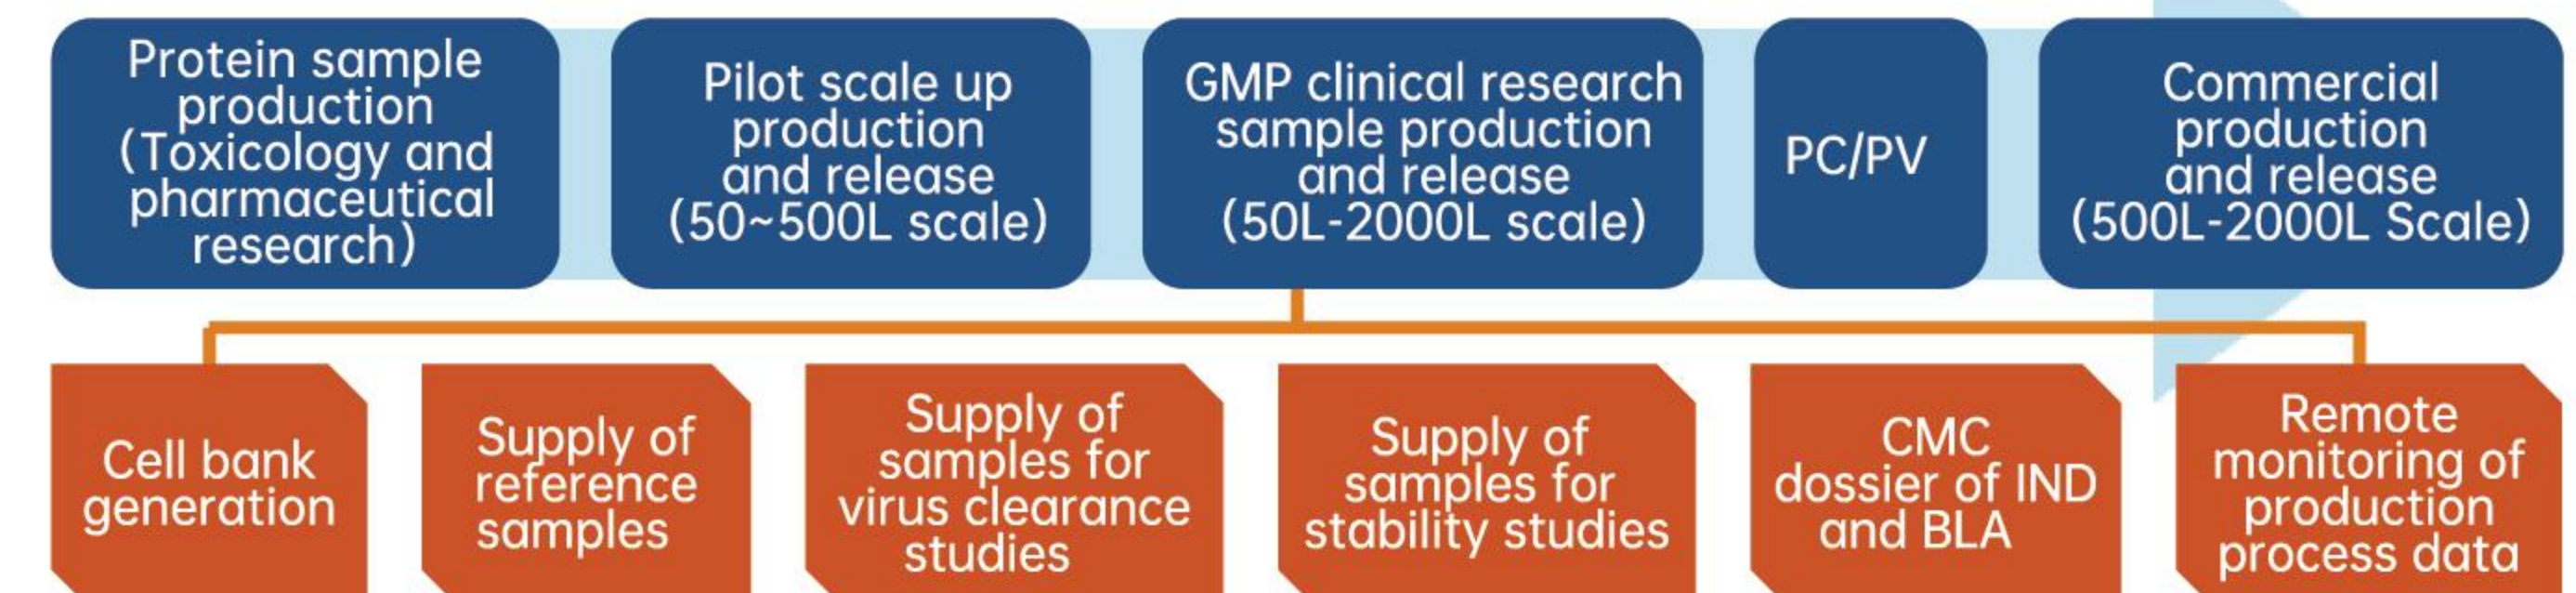 Protein sample
production
(Toxicology and
pharmaceutical
research)
Pilot scale up
production
and release
(50~500L scale)
GMP clinical research
sample production
and release
(50L-2000L scale)
PC/PV
Commercial
production
and release
(500L-2000L Scale)
Cell bank
generation
Supply of
reference
samples
Supply of
samples for
virus clearance
studies
Supply of
samples for
stability studies
CMC
dossier of IND
and BLA
Remote
monitoring of
production
process data